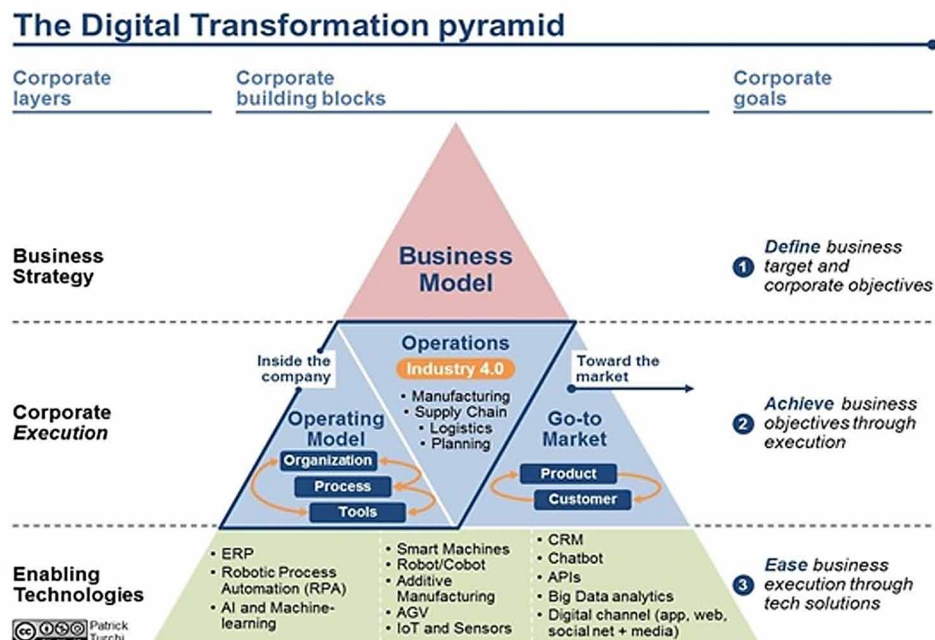 The Digital Transformation pyramid
Corporate
layers
Corporate
building blocks
Corporate
goals
Business
Strategy
Business
Model
1
Define business
target and
corporate objectives
Corporate
Execution
Inside the
company
Operating
Model
Organization
Process
Tools
Operations
Industry 4.0
• Manufacturing
• Supply Chain
• Logistics
• Planning
Toward the
market
Go-to
Market
Product
Customer
2
Achieve business
objectives through
execution
Enabling
Technologies
• ERP
• Robotic Process
Automation (RPA)
• AI and Machine-
learning
• Smart Machines
• Robot/Cobot
• Additive
Manufacturing
• AGV
• IoT and Sensors
• CRM
• Chatbot
• APIs
• Big Data analytics
• Digital channel (app, web,
social net + media)
3
Ease business
execution through
tech solutions
cc
Patrick
Turchi